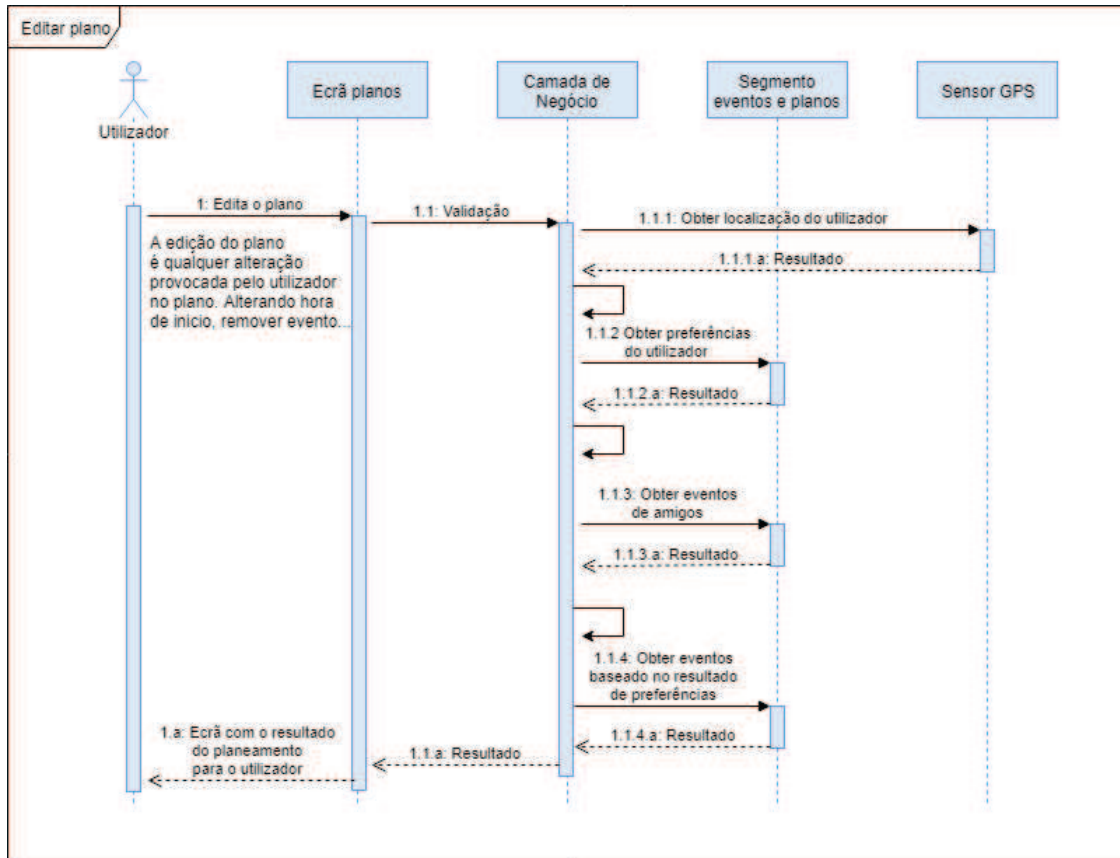 Editar plano
Utilizador
Ecrã planos
Camada de
Negócio
Segmento
eventos e planos
Sensor GPS
1: Edita o plano
1.1: Validação
1.1.1: Obter localização do utilizador
A edição do plano
é qualquer alteração
provocada pelo utilizador
no plano. Alterando hora
de inicio, remover evento...
1.1.1.a: Resultado
1.1.2 Obter preferências
do utilizador
1.1.2.a: Resultado
1.1.3: Obter eventos
de amigos
1.1.3.a: Resultado
1.1.4: Obter eventos
baseado no resultado
de preferências
1.1.4.a: Resultado
1.1.a: Resultado
1.a: Ecrã com o resultado
do planeamento
para o utilizador